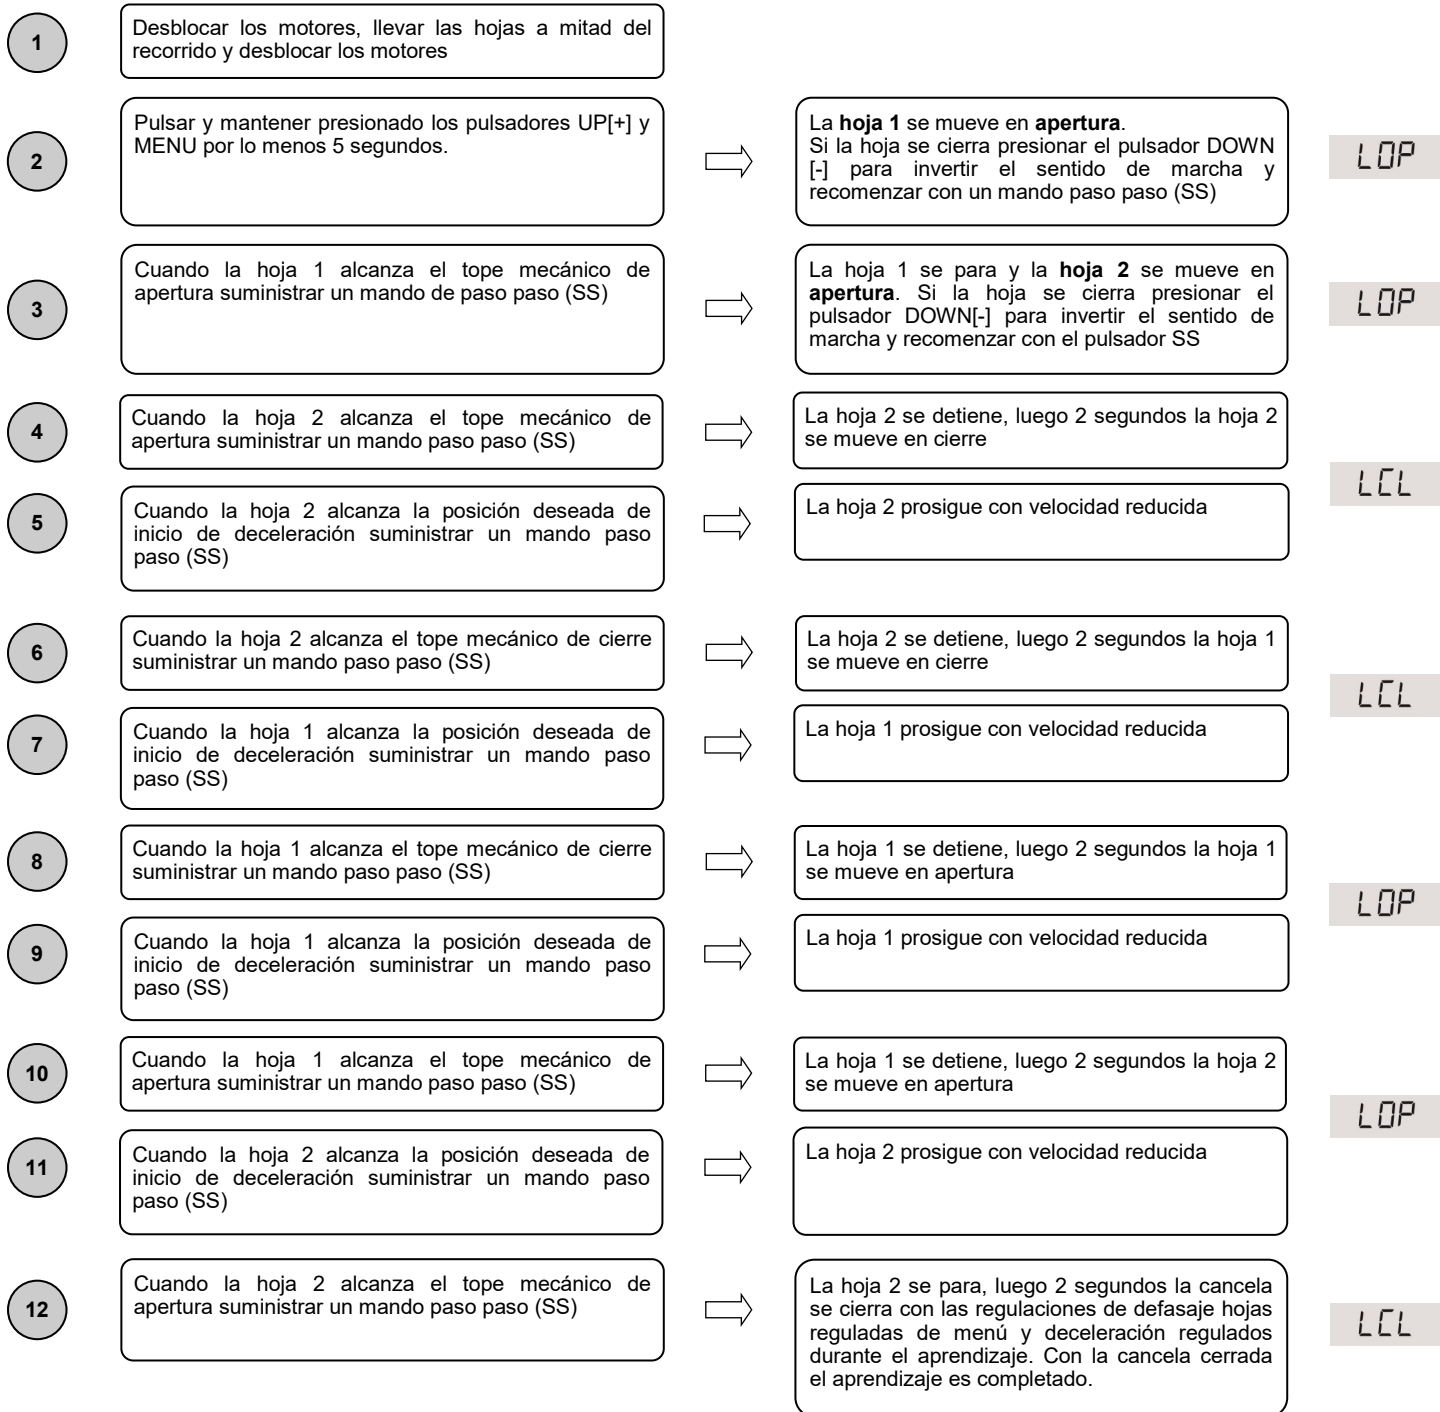 1
Desblocar los motores, llevar las hojas a mitad del
recorrido y desblocar los motores
2
Pulsar y mantener presionado los pulsadores UP[+] y
MENU por lo menos 5 segundos.
La hoja 1 se mueve en apertura.
Si la hoja se cierra presionar el pulsador DOWN
[-] para invertir el sentido de marcha y
recomenzar con un mando paso paso (SS)
LOP
3
Cuando la hoja 1 alcanza el tope mecánico de
apertura suministrar un mando de paso paso (SS)
La hoja 1 se para y la hoja 2 se mueve en
apertura. Si la hoja se cierra presionar el
pulsador DOWN[-] para invertir el sentido de
marcha y recomenzar con el pulsador SS
LOP
4
Cuando la hoja 2 alcanza el tope mecánico de
apertura suministrar un mando paso paso (SS)
La hoja 2 se detiene, luego 2 segundos la hoja 2
se mueve en cierre
LCL
5
Cuando la hoja 2 alcanza la posición deseada de
inicio de deceleración suministrar un mando paso
paso (SS)
La hoja 2 prosigue con velocidad reducida
6
Cuando la hoja 2 alcanza el tope mecánico de cierre
suministrar un mando paso paso (SS)
La hoja 2 se detiene, luego 2 segundos la hoja 1
se mueve en cierre
LCL
7
Cuando la hoja 1 alcanza la posición deseada de
inicio de deceleración suministrar un mando paso
paso (SS)
La hoja 1 prosigue con velocidad reducida
8
Cuando la hoja 1 alcanza el tope mecánico de cierre
suministrar un mando paso paso (SS)
La hoja 1 se detiene, luego 2 segundos la hoja 1
se mueve en apertura
LOP
9
Cuando la hoja 1 alcanza la posición deseada de
inicio de deceleración suministrar un mando paso
paso (SS)
La hoja 1 prosigue con velocidad reducida
10
Cuando la hoja 1 alcanza el tope mecánico de
apertura suministrar un mando paso paso (SS)
La hoja 1 se detiene, luego 2 segundos la hoja 2
se mueve en apertura
LOP
11
Cuando la hoja 2 alcanza la posición deseada de
inicio de deceleración suministrar un mando paso
paso (SS)
La hoja 2 prosigue con velocidad reducida
12
Cuando la hoja 2 alcanza el tope mecánico de
apertura suministrar un mando paso paso (SS)
La hoja 2 se para, luego 2 segundos la cancela
se cierra con las regulaciones de defasaje hojas
reguladas de menú y deceleración regulados
durante el aprendizaje. Con la cancela cerrada
el aprendizaje es completado.
LCL